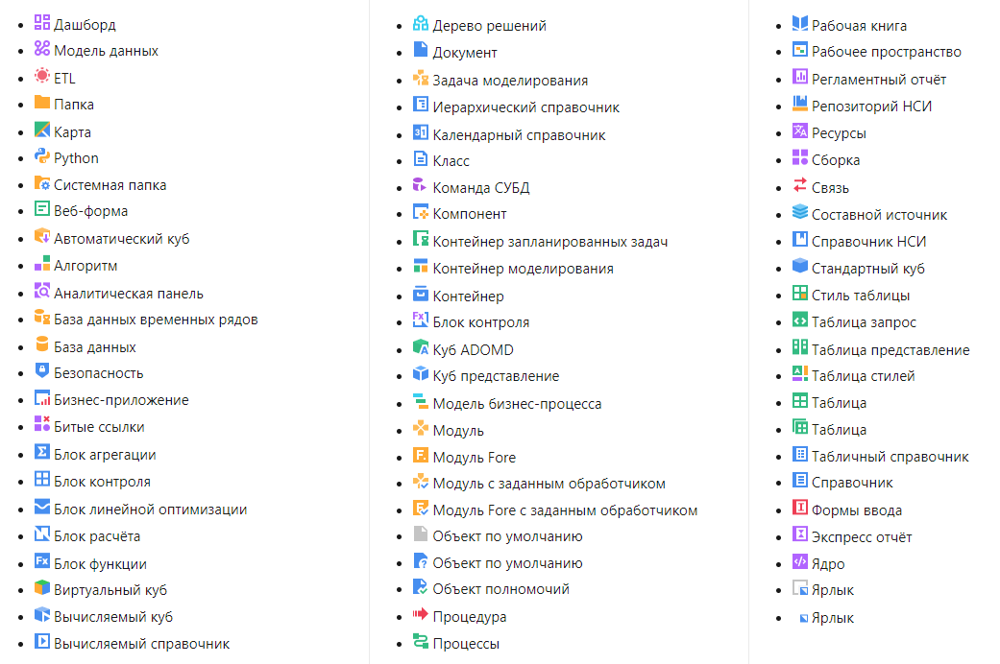 Дашборд
Модель данных
ETL
Папка
Карта
Python
Системная папка
Веб-форма
Автоматический куб
Алгоритм
Аналитическая панель
База данных временных рядов
База данных
Безопасность
Бизнес-приложение
Битые ссылки
Блок агрегации
Блок контроля
Блок линейной оптимизации
Блок расчёта
Блок функции
Виртуальный куб
Вычисляемый куб
Вычисляемый справочник
Дерево решений
Документ
Задача моделирования
Иерархический справочник
Календарный справочник
Класс
Команда СУБД
Компонент
Контейнер запланированных задач
Контейнер моделирования
Контейнер
Блок контроля
Куб ADOMD
Куб представление
Модель бизнес-процесса
Модуль
Модуль Fore
Модуль с заданным обработчиком
Модуль Fore с заданным обработчиком
Объект по умолчанию
Объект по умолчанию
Объект полномочий
Процедура
Процессы
Рабочая книга
Рабочее пространство
Регламентный отчёт
Репозиторий НСИ
Ресурсы
Сборка
Связь
Составной источник
Справочник НСИ
Стандартный куб
Стиль таблицы
Таблица запрос
Таблица представление
Таблица стилей
Таблица
Таблица
Табличный справочник
Справочник
Формы ввода
Экспресс отчёт
Ядро
Ярлык
Ярлык